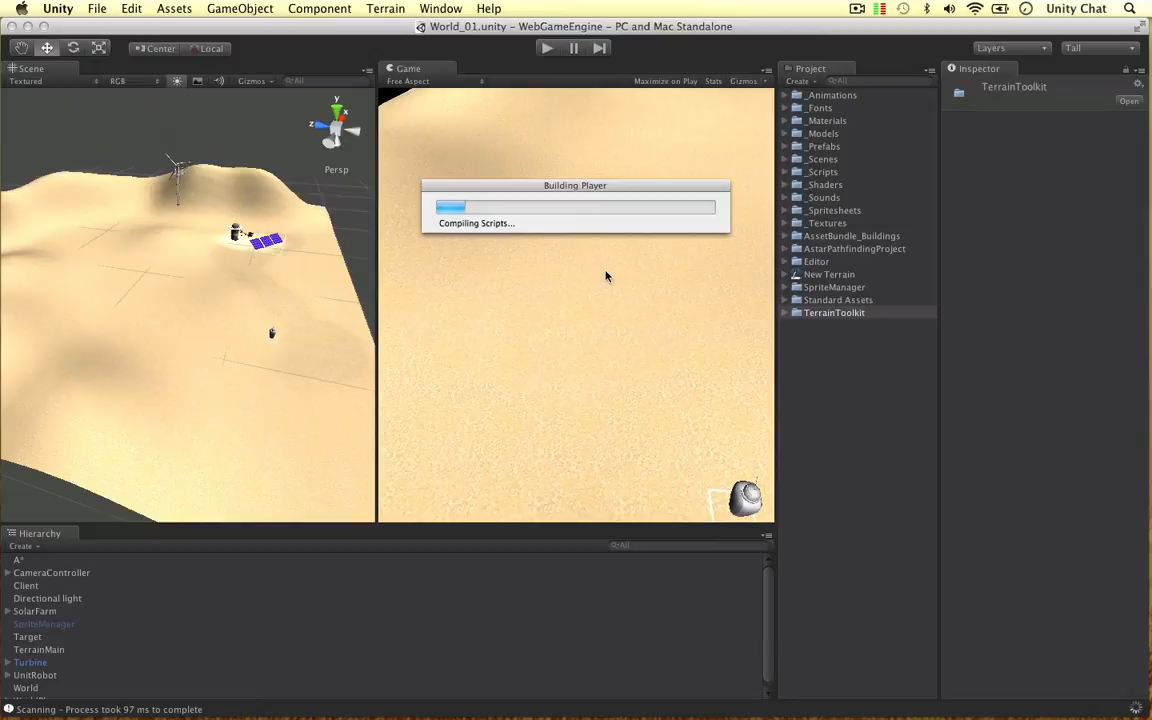 Unity File Edit Assets GameObject Component Terrain Window Help Unity Chat
World_01.unity - WebGameEngine - PC and Mac Standalone
Center Local Layers Tall
Scene Game Project Inspector
Textured RGB Gizmos All Free Aspect Maximize on Play Stats Gizmos Create All TerrainToolkit
Open
y
x
z
Persp
Building Player
Compiling Scripts...
_Animations
_Fonts
_Materials
_Models
_Prefabs
_Scenes
_Scripts
_Shaders
_Sounds
_Spritesheets
_Textures
AssetBundle_Buildings
AstarPathfindingProject
Editor
New Terrain
SpriteManager
Standard Assets
TerrainToolkit
Hierarchy
Create All
A*
CameraController
Client
Directional light
SolarFarm
SpriteManager
Target
TerrainMain
Turbine
UnitRobot
World
Scanning - Process took 97 ms to complete